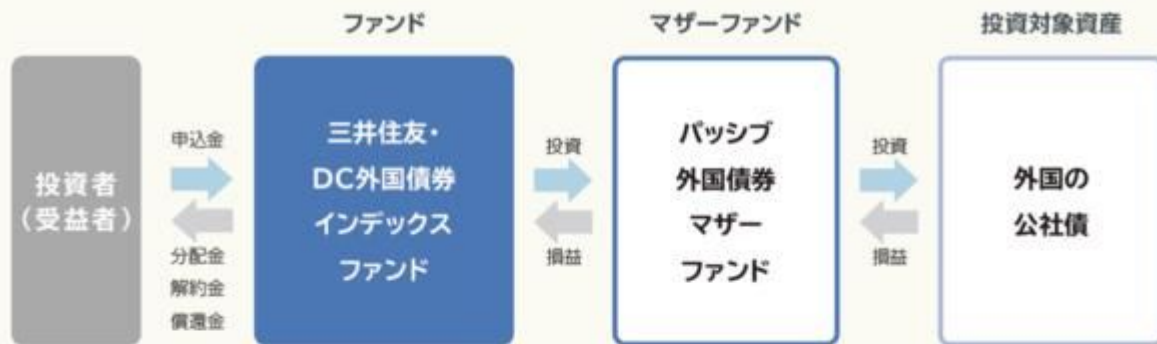 ファンド
マザーファンド
投資対象資産
投資者
（受益者）
申込金
分配金
解約金
償還金
三井住友・
DC外国債券
インデックス
ファンド
投資
損益
パッシブ
外国債券
マザー
ファンド
投資
損益
外国の
公社債